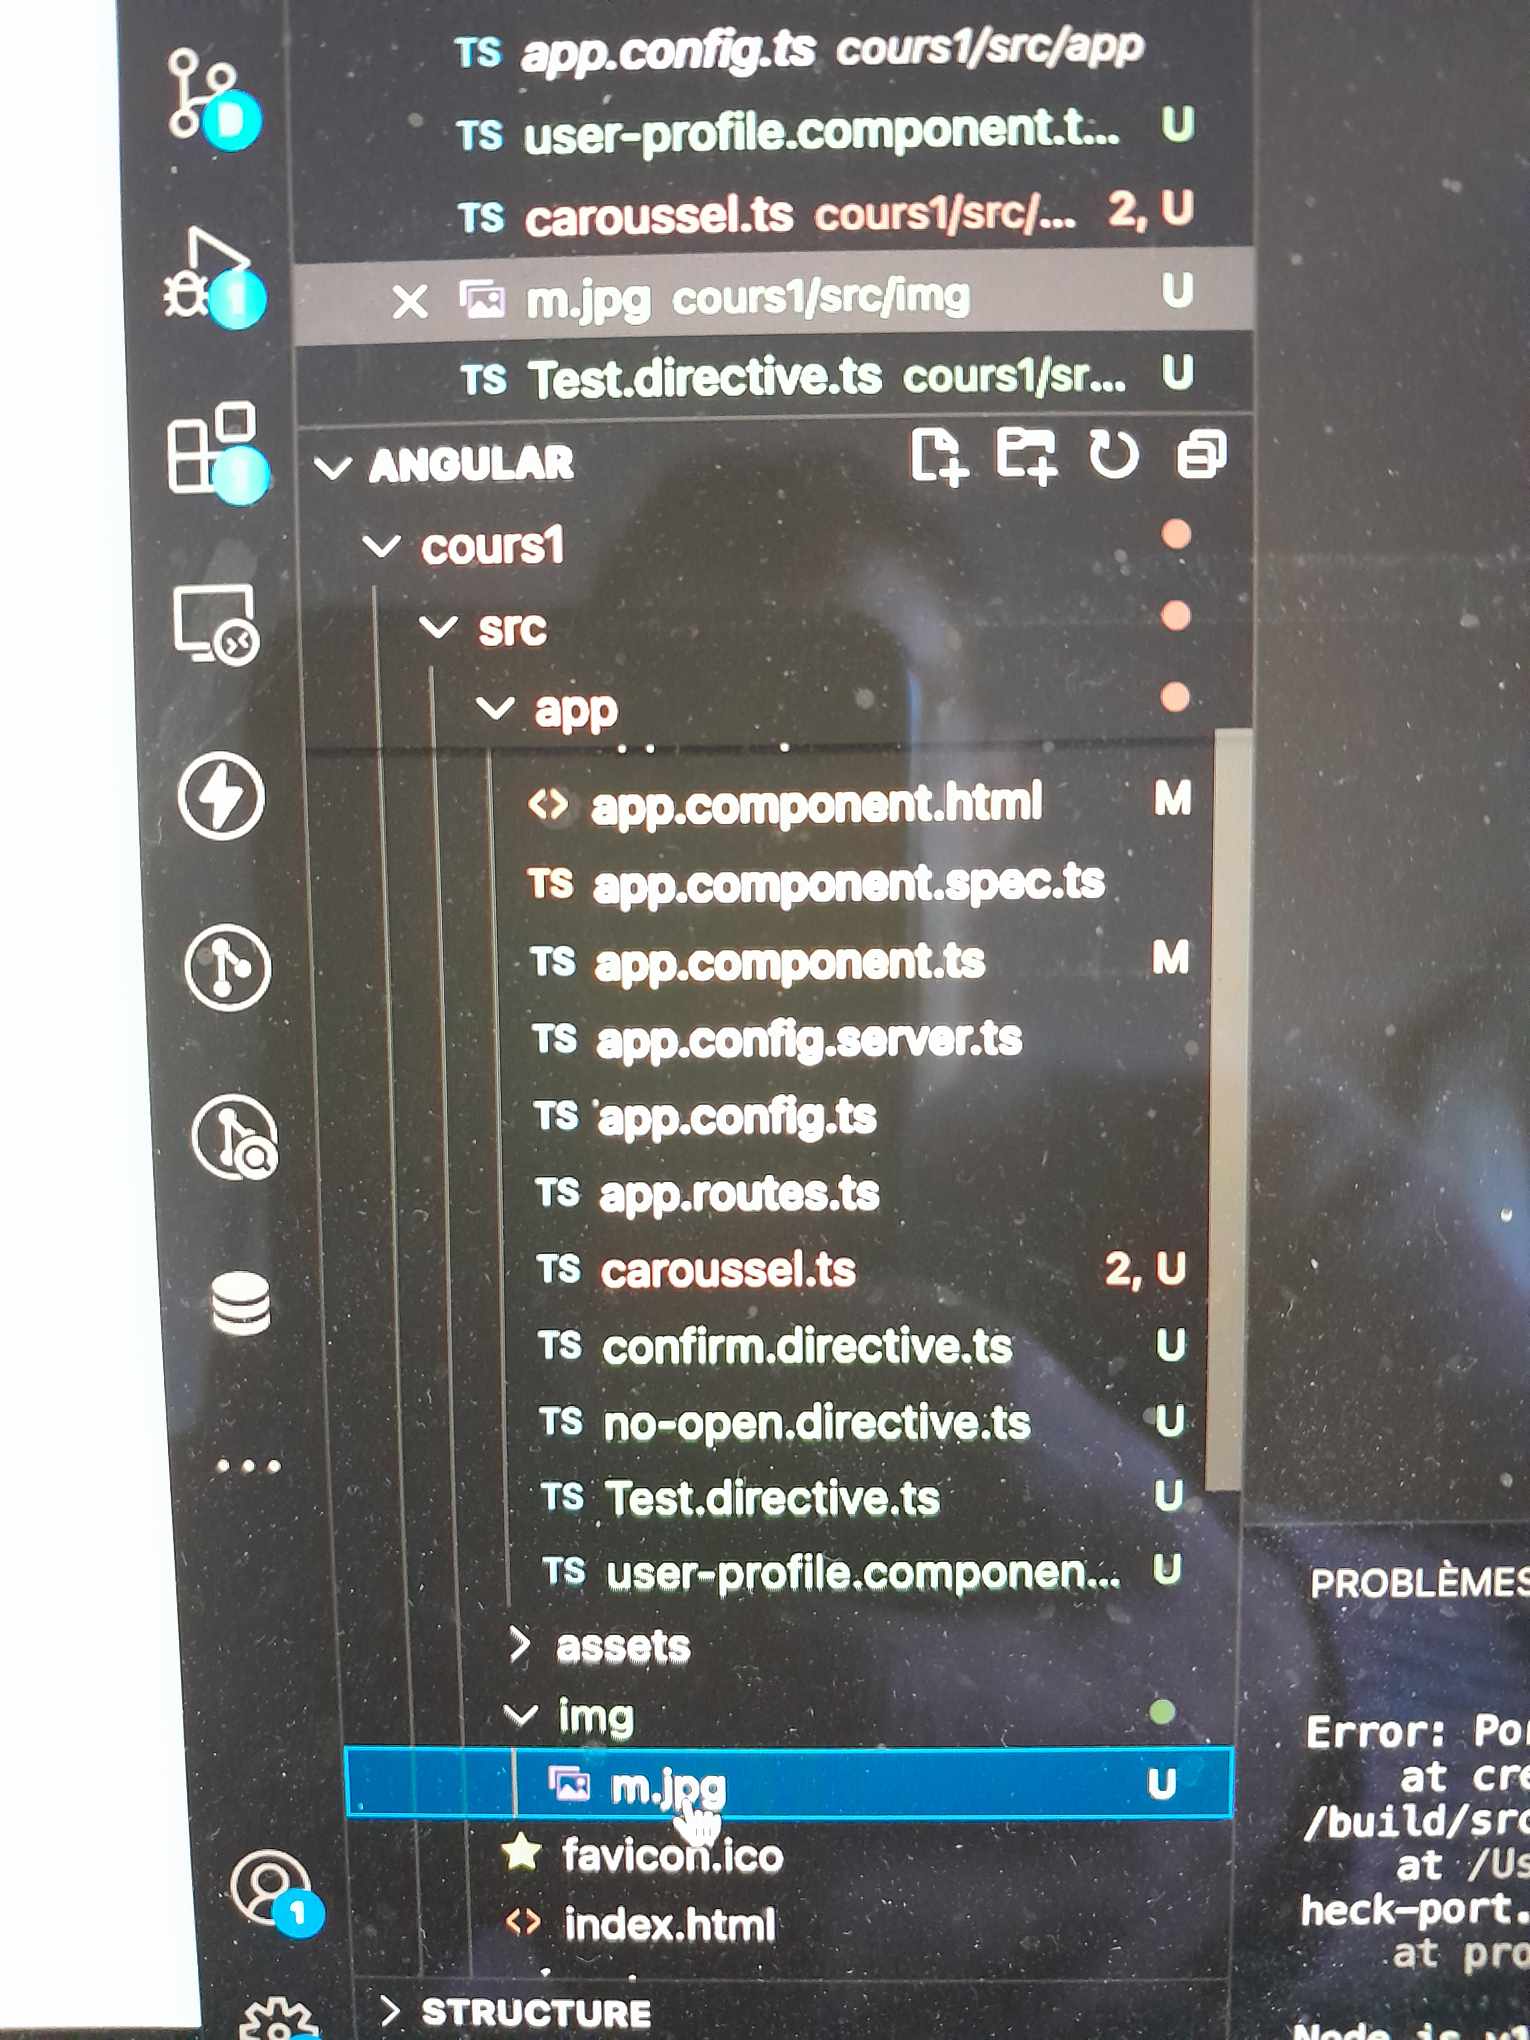 TS app.config.ts cours1/src/app
TS user-profile.component.t... U
TS caroussel.ts cours1/src/... 2, U
m.jpg cours1/src/img U
TS Test.directive.ts cours1/sr... U
ANGULAR
cours1
src
app
<> app.component.html M
TS app.component.spec.ts
TS app.component.ts M
TS app.config.server.ts
TS app.config.ts
TS app.routes.ts
TS caroussel.ts 2, U
TS confirm.directive.ts U
TS no-open.directive.ts U
TS Test.directive.ts U
TS user-profile.componen... U
assets
img
m.jpg U
favicon.ico
<> index.html
STRUCTURE
1
1
1
PROBLÈMES
Error:
at
/build/src
at
heck-port.
at